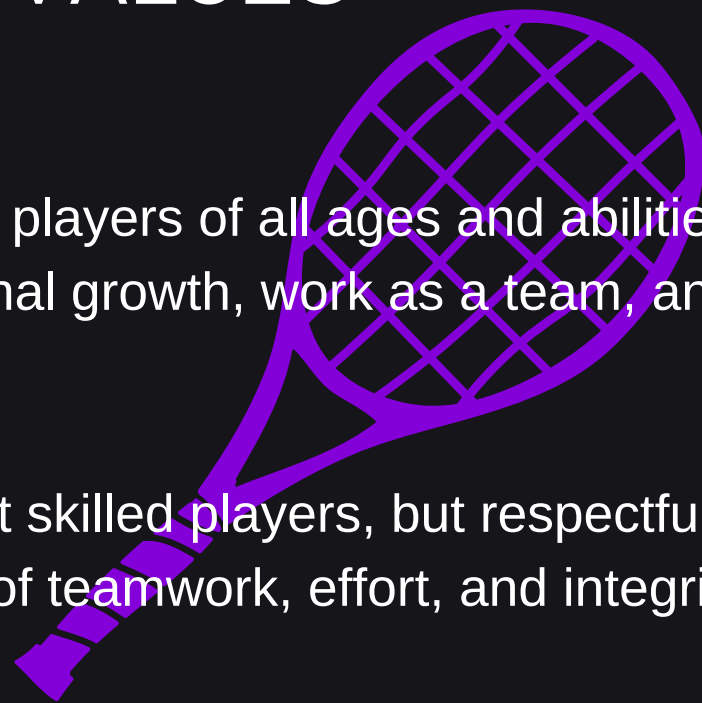 VALUES
players of all ages and abilitie
nal growth, work as a team, an
t skilled players, but respectfu
of teamwork, effort, and integri